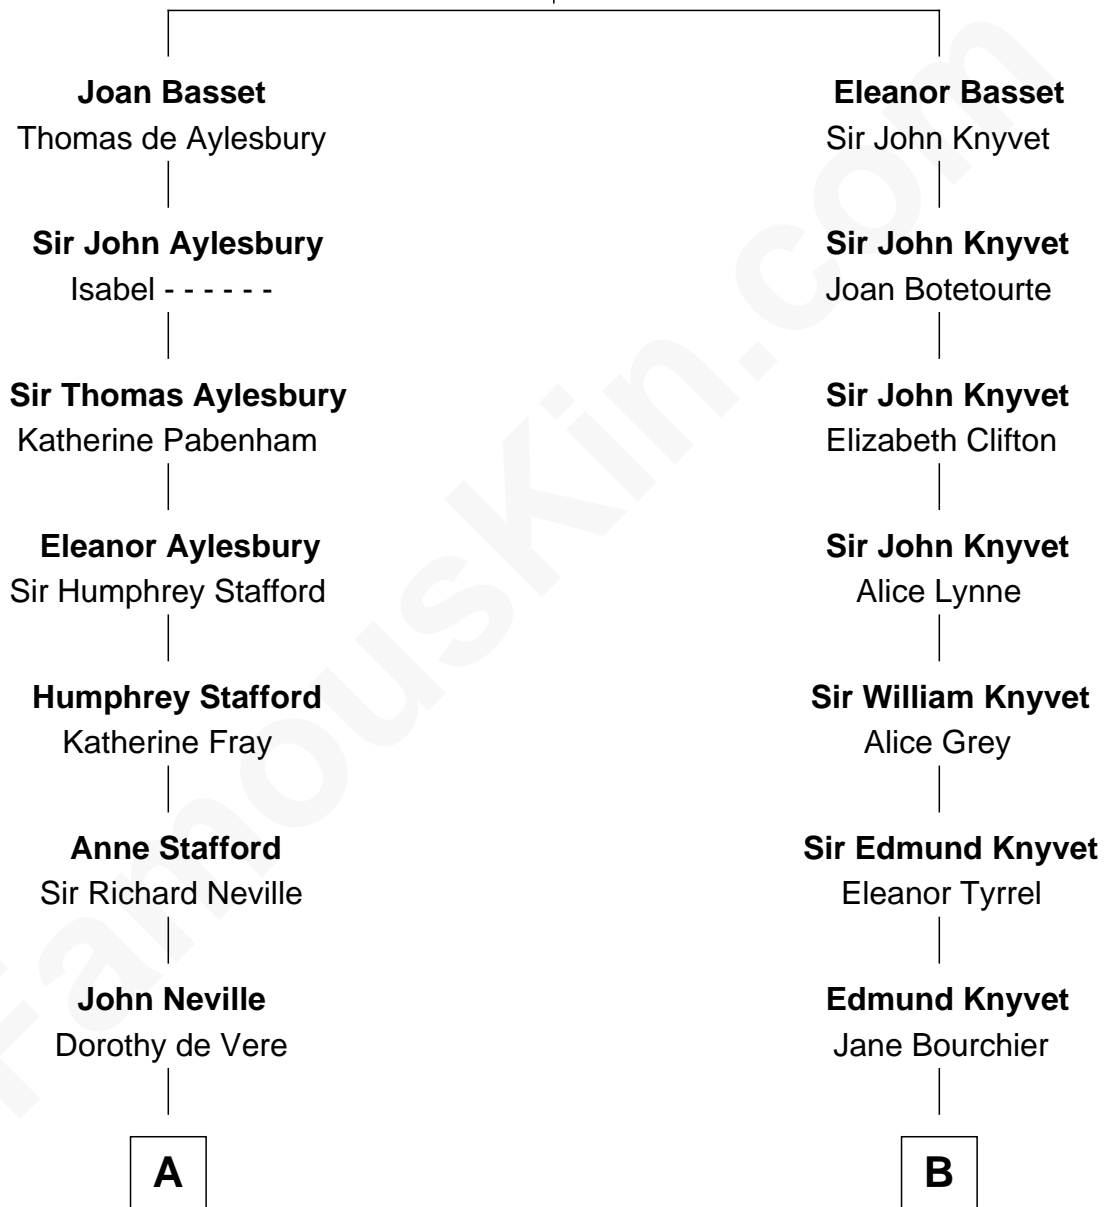 Joan Basset
Thomas de Aylesbury
Eleanor Basset
Sir John Knyvet
Sir John Aylesbury
Isabel - - - - - -
Sir John Knyvet
Joan Botetourte
Sir Thomas Aylesbury
Katherine Pabenham
Sir John Knyvet
Elizabeth Clifton
Eleanor Aylesbury
Sir Humphrey Stafford
Sir John Knyvet
Alice Lynne
Humphrey Stafford
Katherine Fray
Sir William Knyvet
Alice Grey
Anne Stafford
Sir Richard Neville
Sir Edmund Knyvet
Eleanor Tyrrel
John Neville
Dorothy de Vere
Edmund Knyvet
Jane Bourchier
A
B
FamousKin.com